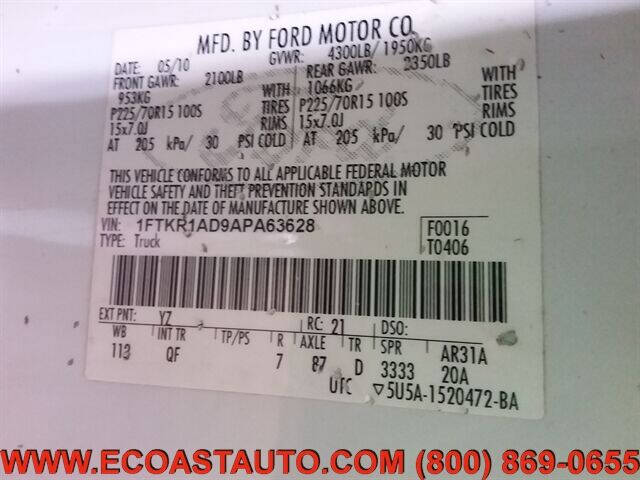 MFD. BY FORD MOTOR CO.
DATE: 05/10 GVWR: 4300LB/ 1950KG
FRONT GAWR: 2100LB REAR GAWR: 2350LB
953KG WITH 1066KG WITH
P225/70R15 100S TIRES P225/70R15 100S TIRES
15x7.0J RIMS 15x7.0J RIMS
AT 205 kPa/ 30 PSI COLD AT 205 kPa/ 30 PSI COLD
THIS VEHICLE CONFORMS TO ALL APPLICABLE FEDERAL MOTOR
VEHICLE SAFETY AND THEFT PREVENTION STANDARDS IN
EFFECT ON THE DATE OF MANUFACTURE SHOWN ABOVE.
VIN: 1FTKR1AD9APA63628 F0016
TYPE: Truck T0406
EXT PNT: YZ RC: 21 DSO:
WB INT TR TP/PS R AXLE TR SPR AR31A
113 QF 7 87 D 3333 20A
UTC ▽5U5A-1520472-BA
WWW.ECOASTAUTO.COM (800) 869-0655